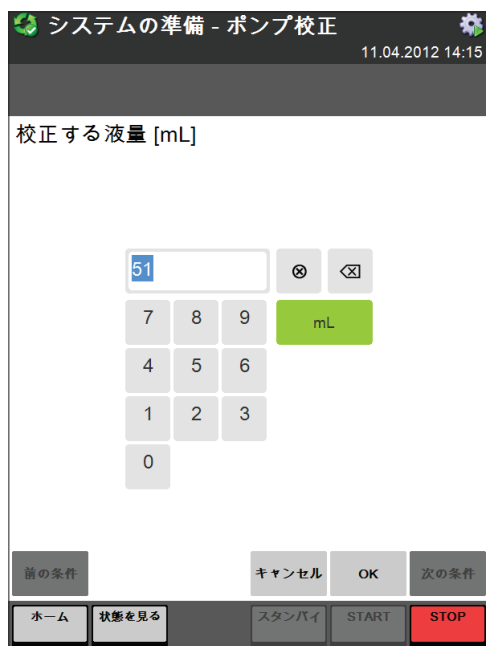 システムの準備 - ポンプ校正
11.04.2012 14:15
校正する液量 [mL]
51
7 8 9 mL
4 5 6
1 2 3
0
前の条件 キャンセル OK 次の条件
ホーム 状態を見る スタンバイ START STOP